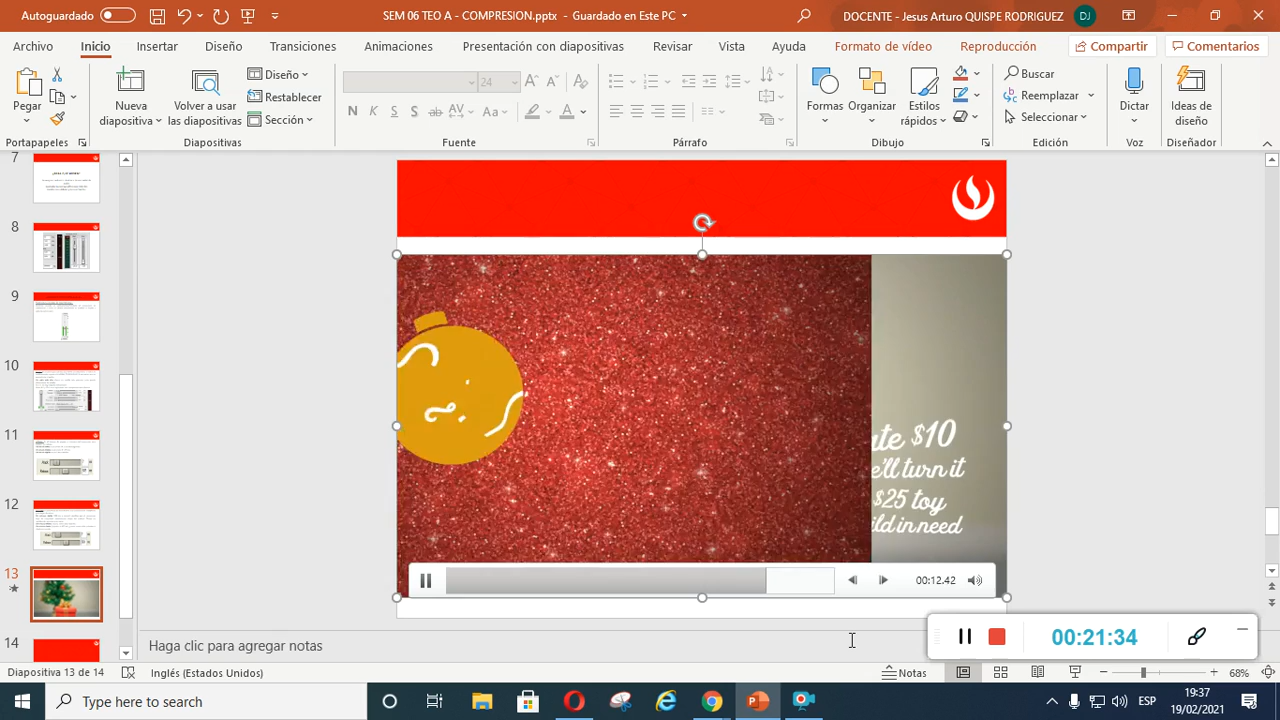 Autoguardado
SEM 06 TEO A - COMPRESION.pptx - Guardado en Este PC
DOCENTE - Jesus Arturo QUISPE RODRIGUEZ
DJ
Archivo Inicio Insertar Diseño Transiciones Animaciones Presentación con diapositivas Revisar Vista Ayuda Formato de vídeo Reproducción Compartir Comentarios
Pegar
Nueva diapositiva
Volver a usar las diapositivas
Diseño
Restablecer
Sección
24
N K S S ab AV Aa A
Formas
Organizar
Estilos rápidos
Buscar
Reemplazar
Seleccionar
Dictar
Ideas de diseño
Portapapeles Diapositivas Fuente Párrafo Dibujo Edición Voz Diseñador
7
8
9
10
11
12
13
14
ate $10
e'll turn it
$25 toy
ild in need
00:12.42
00:21:34
Haga clic para agregar notas
Diapositiva 13 de 14
Inglés (Estados Unidos)
Notas
68%
Type here to search
ESP
19:37
19/02/2021